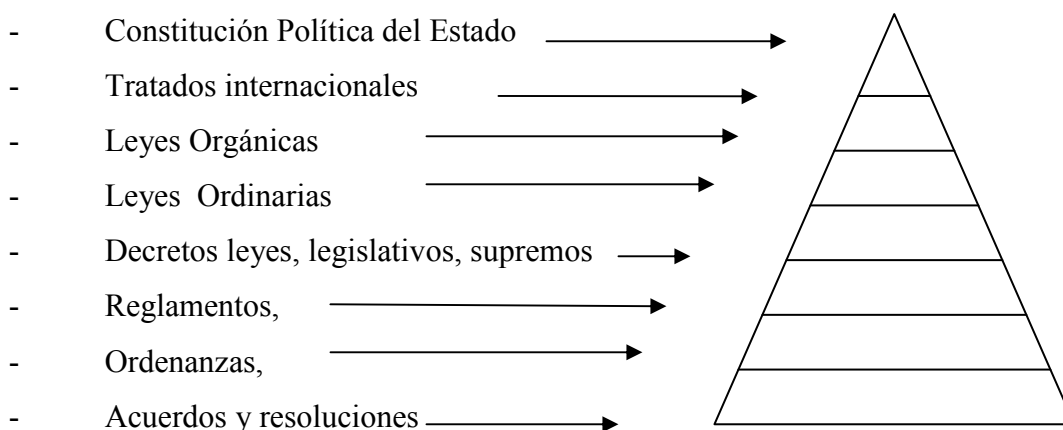 - Constitución Política del Estado
- Tratados internacionales
- Leyes Orgánicas
- Leyes Ordinarias
- Decretos leyes, legislativos, supremos
- Reglamentos,
- Ordenanzas,
- Acuerdos y resoluciones